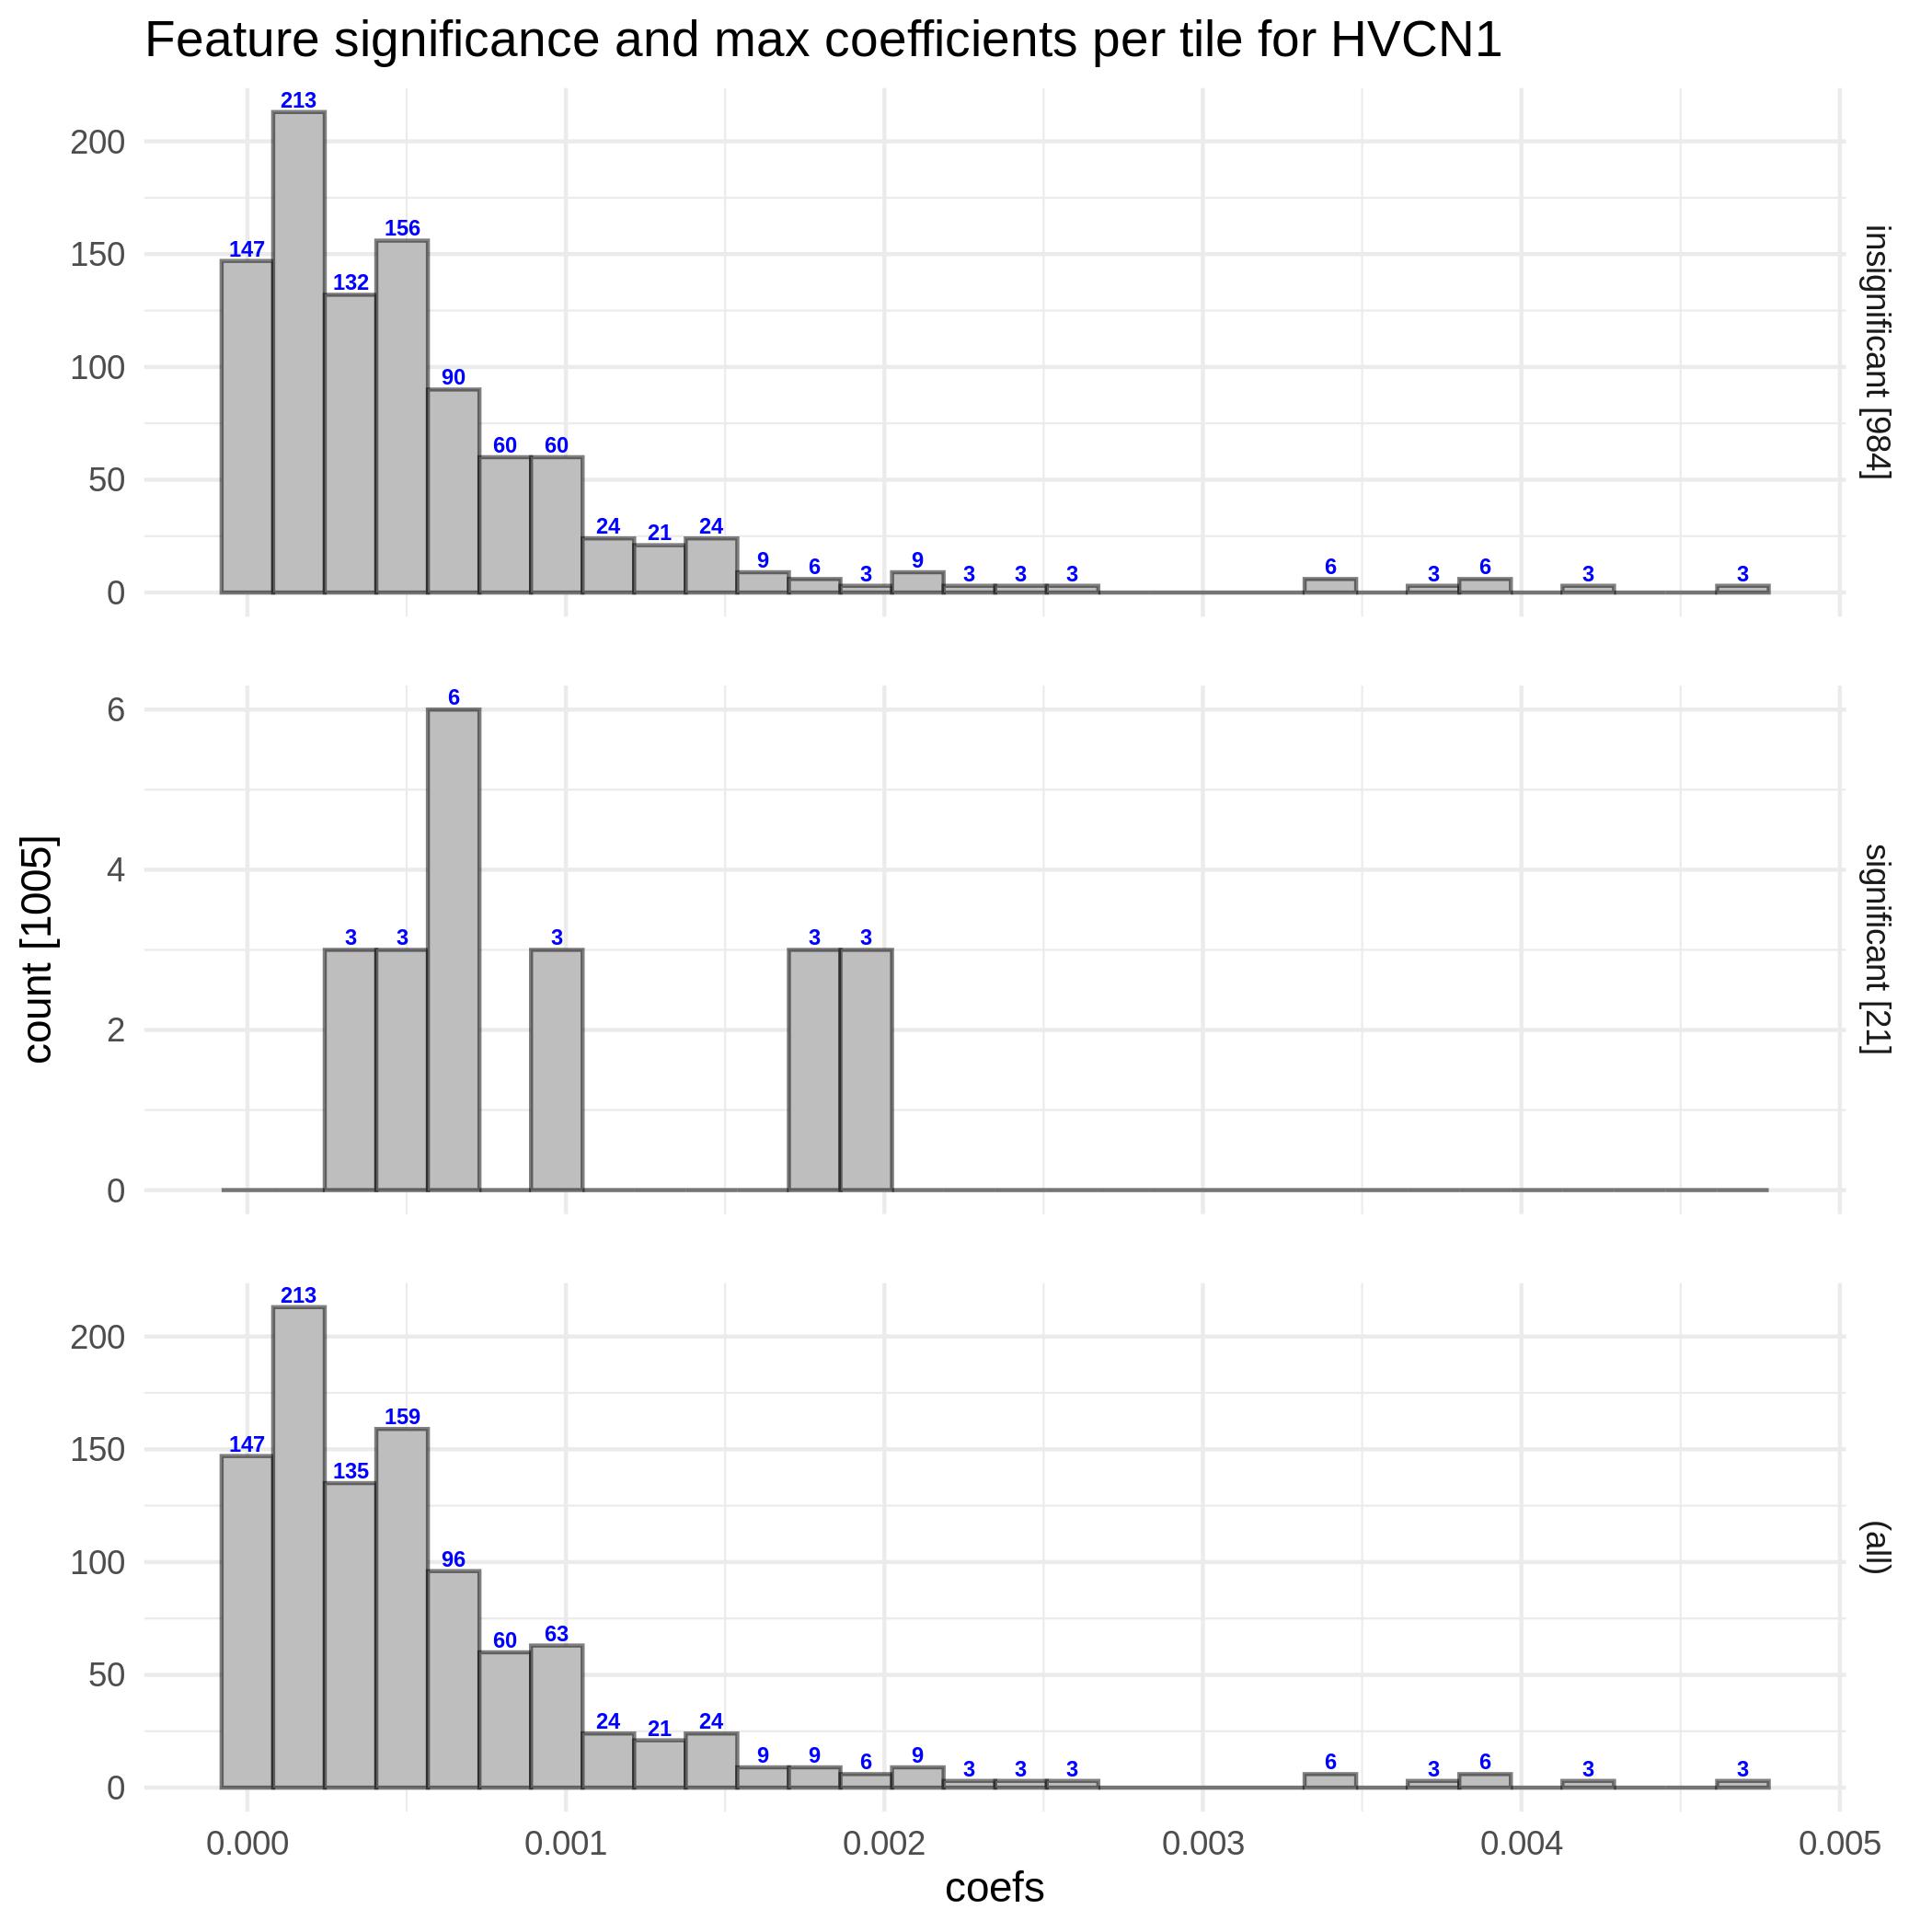 Feature significance and max coefficients per tile for HVCN1
213
200
156
150
147
132
100
90
60 60
50
24 21 24
9 6 3 9 3 3 3 6 3 6 3 3
0
insignificant [984]
6
6
4
3 3 3 3 3
2
0
significant [21]
count [1005]
213
200
159
150
147
135
100
96
60 63
50
24 21 24
9 9 6 9 3 3 3 6 3 6 3 3
0
(all)
0.000 0.001 0.002 0.003 0.004 0.005
coefs